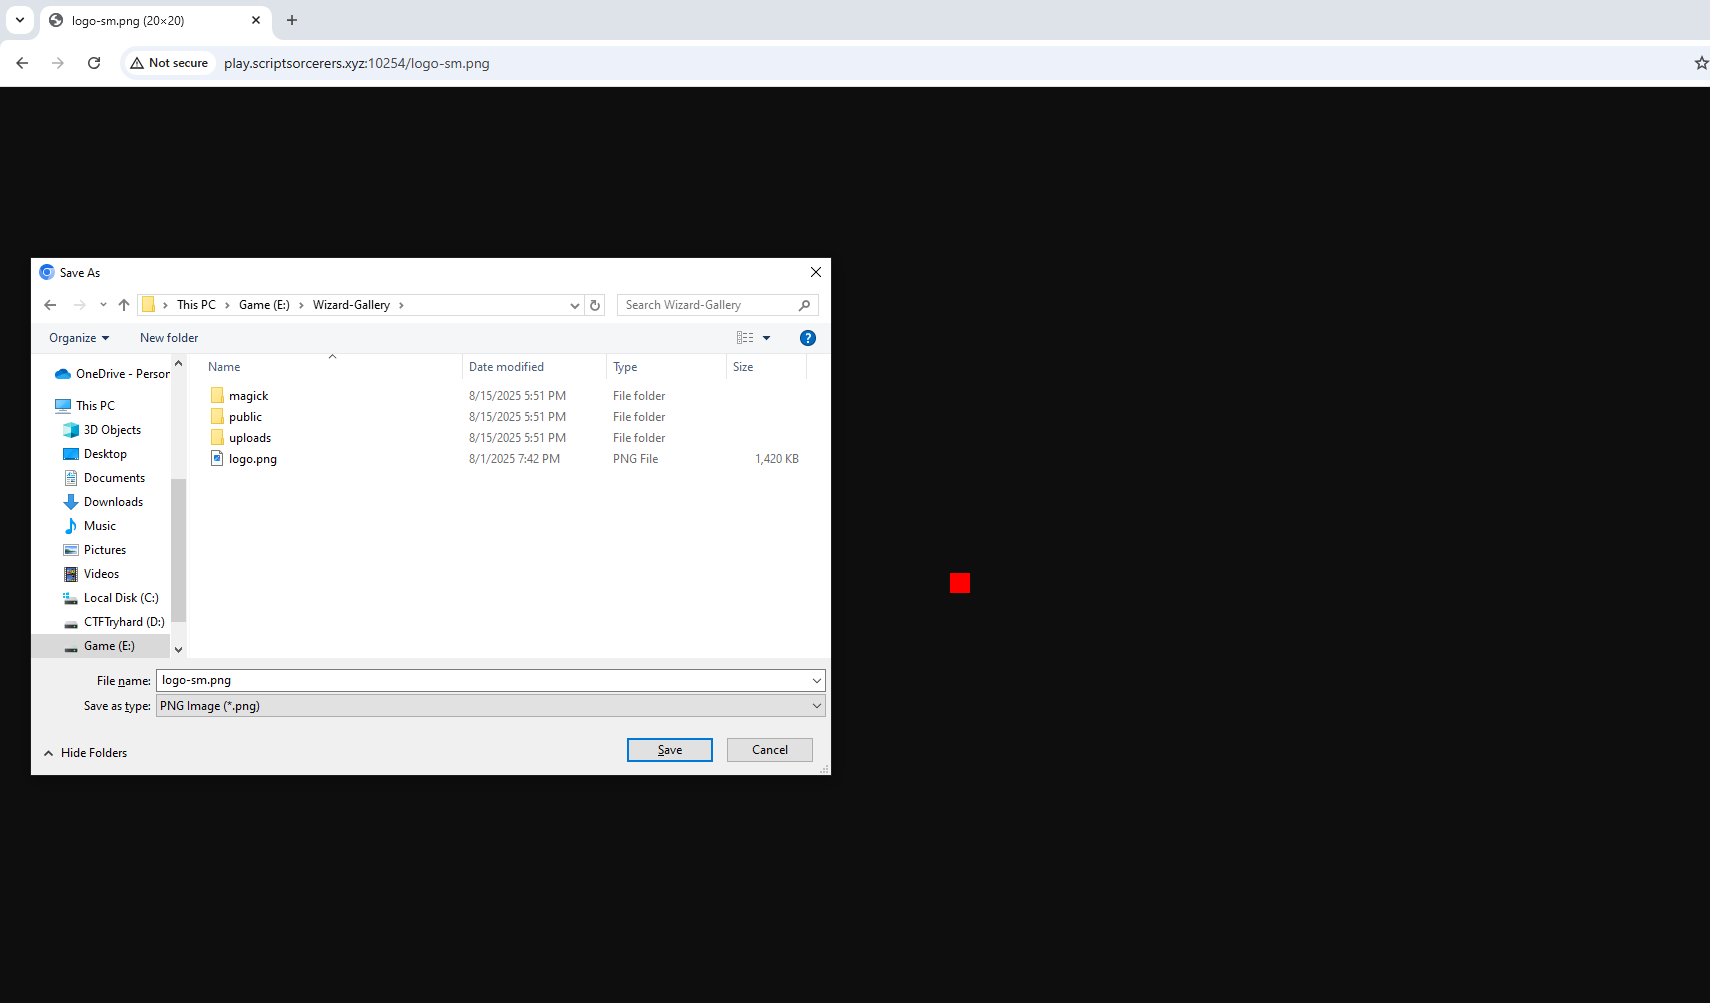 logo-sm.png (20×20)
Not secure
play.scriptsorcerers.xyz:10254/logo-sm.png
Save As
This PC > Game (E:) > Wizard-Gallery >
Search Wizard-Gallery
Organize
New folder
Name Date modified Type Size
OneDrive - Person
This PC
3D Objects
Desktop
Documents
Downloads
Music
Pictures
Videos
Local Disk (C:)
CTFTryhard (D:)
Game (E:)
magick 8/15/2025 5:51 PM File folder
public 8/15/2025 5:51 PM File folder
uploads 8/15/2025 5:51 PM File folder
logo.png 8/1/2025 7:42 PM PNG File 1,420 KB
File name: logo-sm.png
Save as type: PNG Image (*.png)
Hide Folders
Save
Cancel